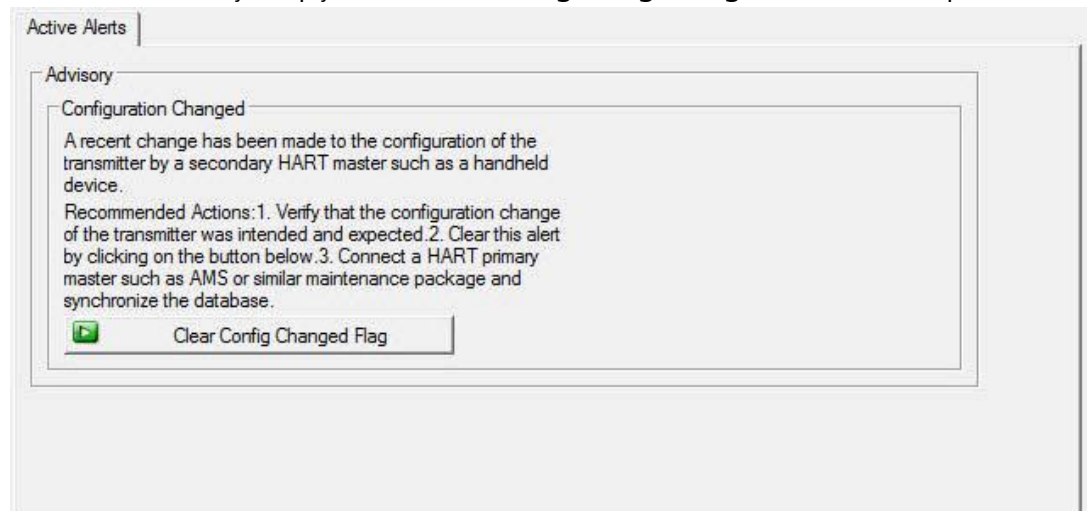 Active Alerts
Advisory
Configuration Changed
A recent change has been made to the configuration of the
transmitter by a secondary HART master such as a handheld
device.
Recommended Actions:1. Verify that the configuration change
of the transmitter was intended and expected.2. Clear this alert
by clicking on the button below.3. Connect a HART primary
master such as AMS or similar maintenance package and
synchronize the database.
Clear Config Changed Flag